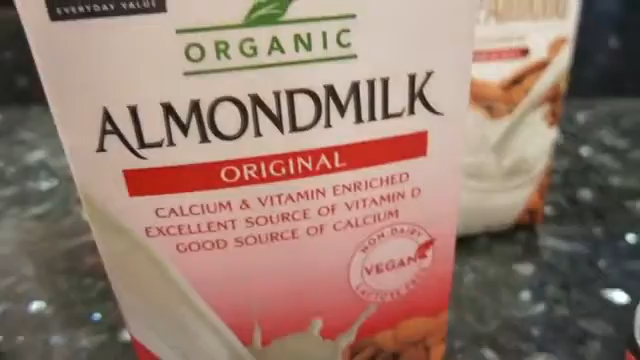 EVERYDAY VALUE
ORGANIC
ALMONDMILK
ORIGINAL
CALCIUM & VITAMIN ENRICHED
EXCELLENT SOURCE OF VITAMIN D
GOOD SOURCE OF CALCIUM
NON-DAIRY
VEGAN